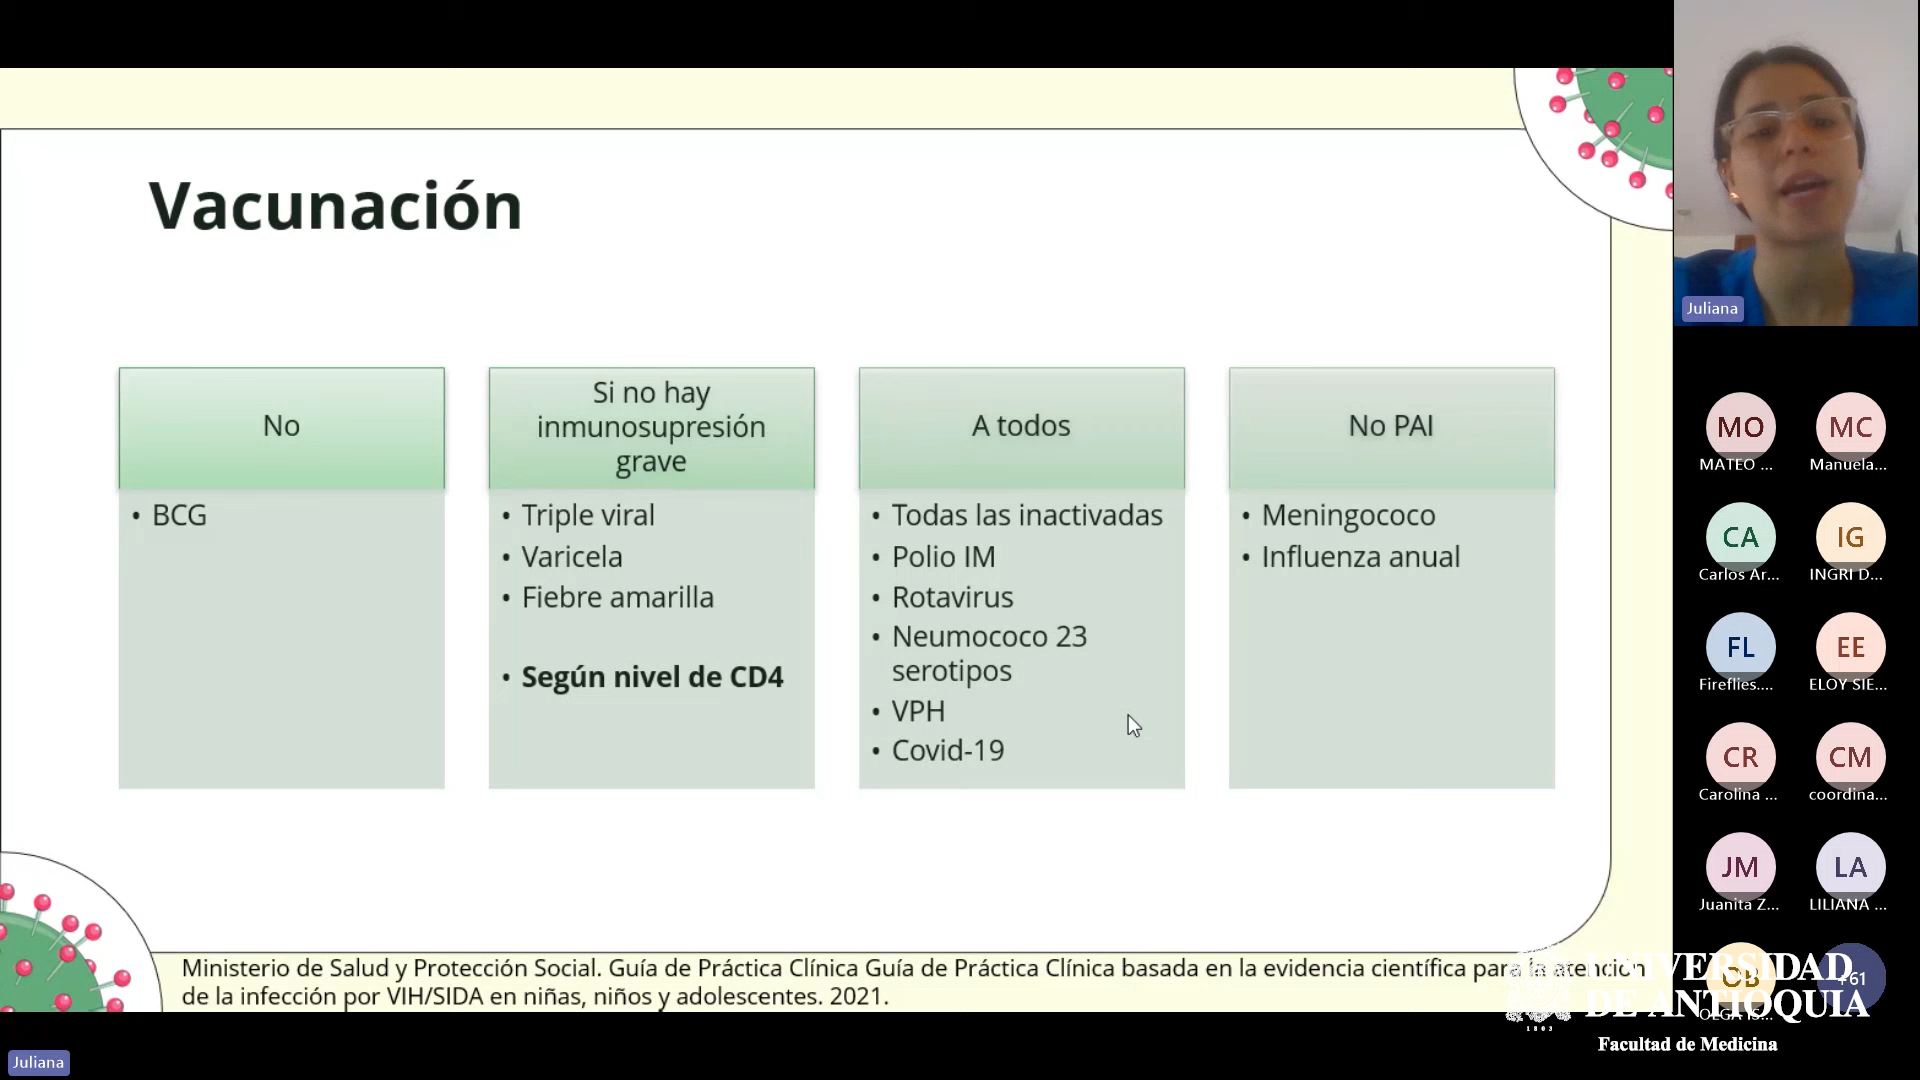 Vacunación
No
• BCG
Si no hay
inmunosupresión
grave
• Triple viral
• Varicela
• Fiebre amarilla
• Según nivel de CD4
A todos
• Todas las inactivadas
• Polio IM
• Rotavirus
• Neumococo 23
serotipos
• VPH
• Covid-19
No PAI
• Meningococo
• Influenza anual
Ministerio de Salud y Protección Social. Guía de Práctica Clínica Guía de Práctica Clínica basada en la evidencia científica para la atención
de la infección por VIH/SIDA en niñas, niños y adolescentes. 2021.
Juliana
MO
MATEO ...
MC
Manuela...
CA
Carlos Ar...
IG
INGRI D...
FL
Fireflies....
EE
ELOY SIE...
CR
Carolina ...
CM
coordina...
JM
Juanita Z...
LA
LILIANA ...
OB
+61
UNIVERSIDAD
DE ANTIOQUIA
1803
Facultad de Medicina
Juliana